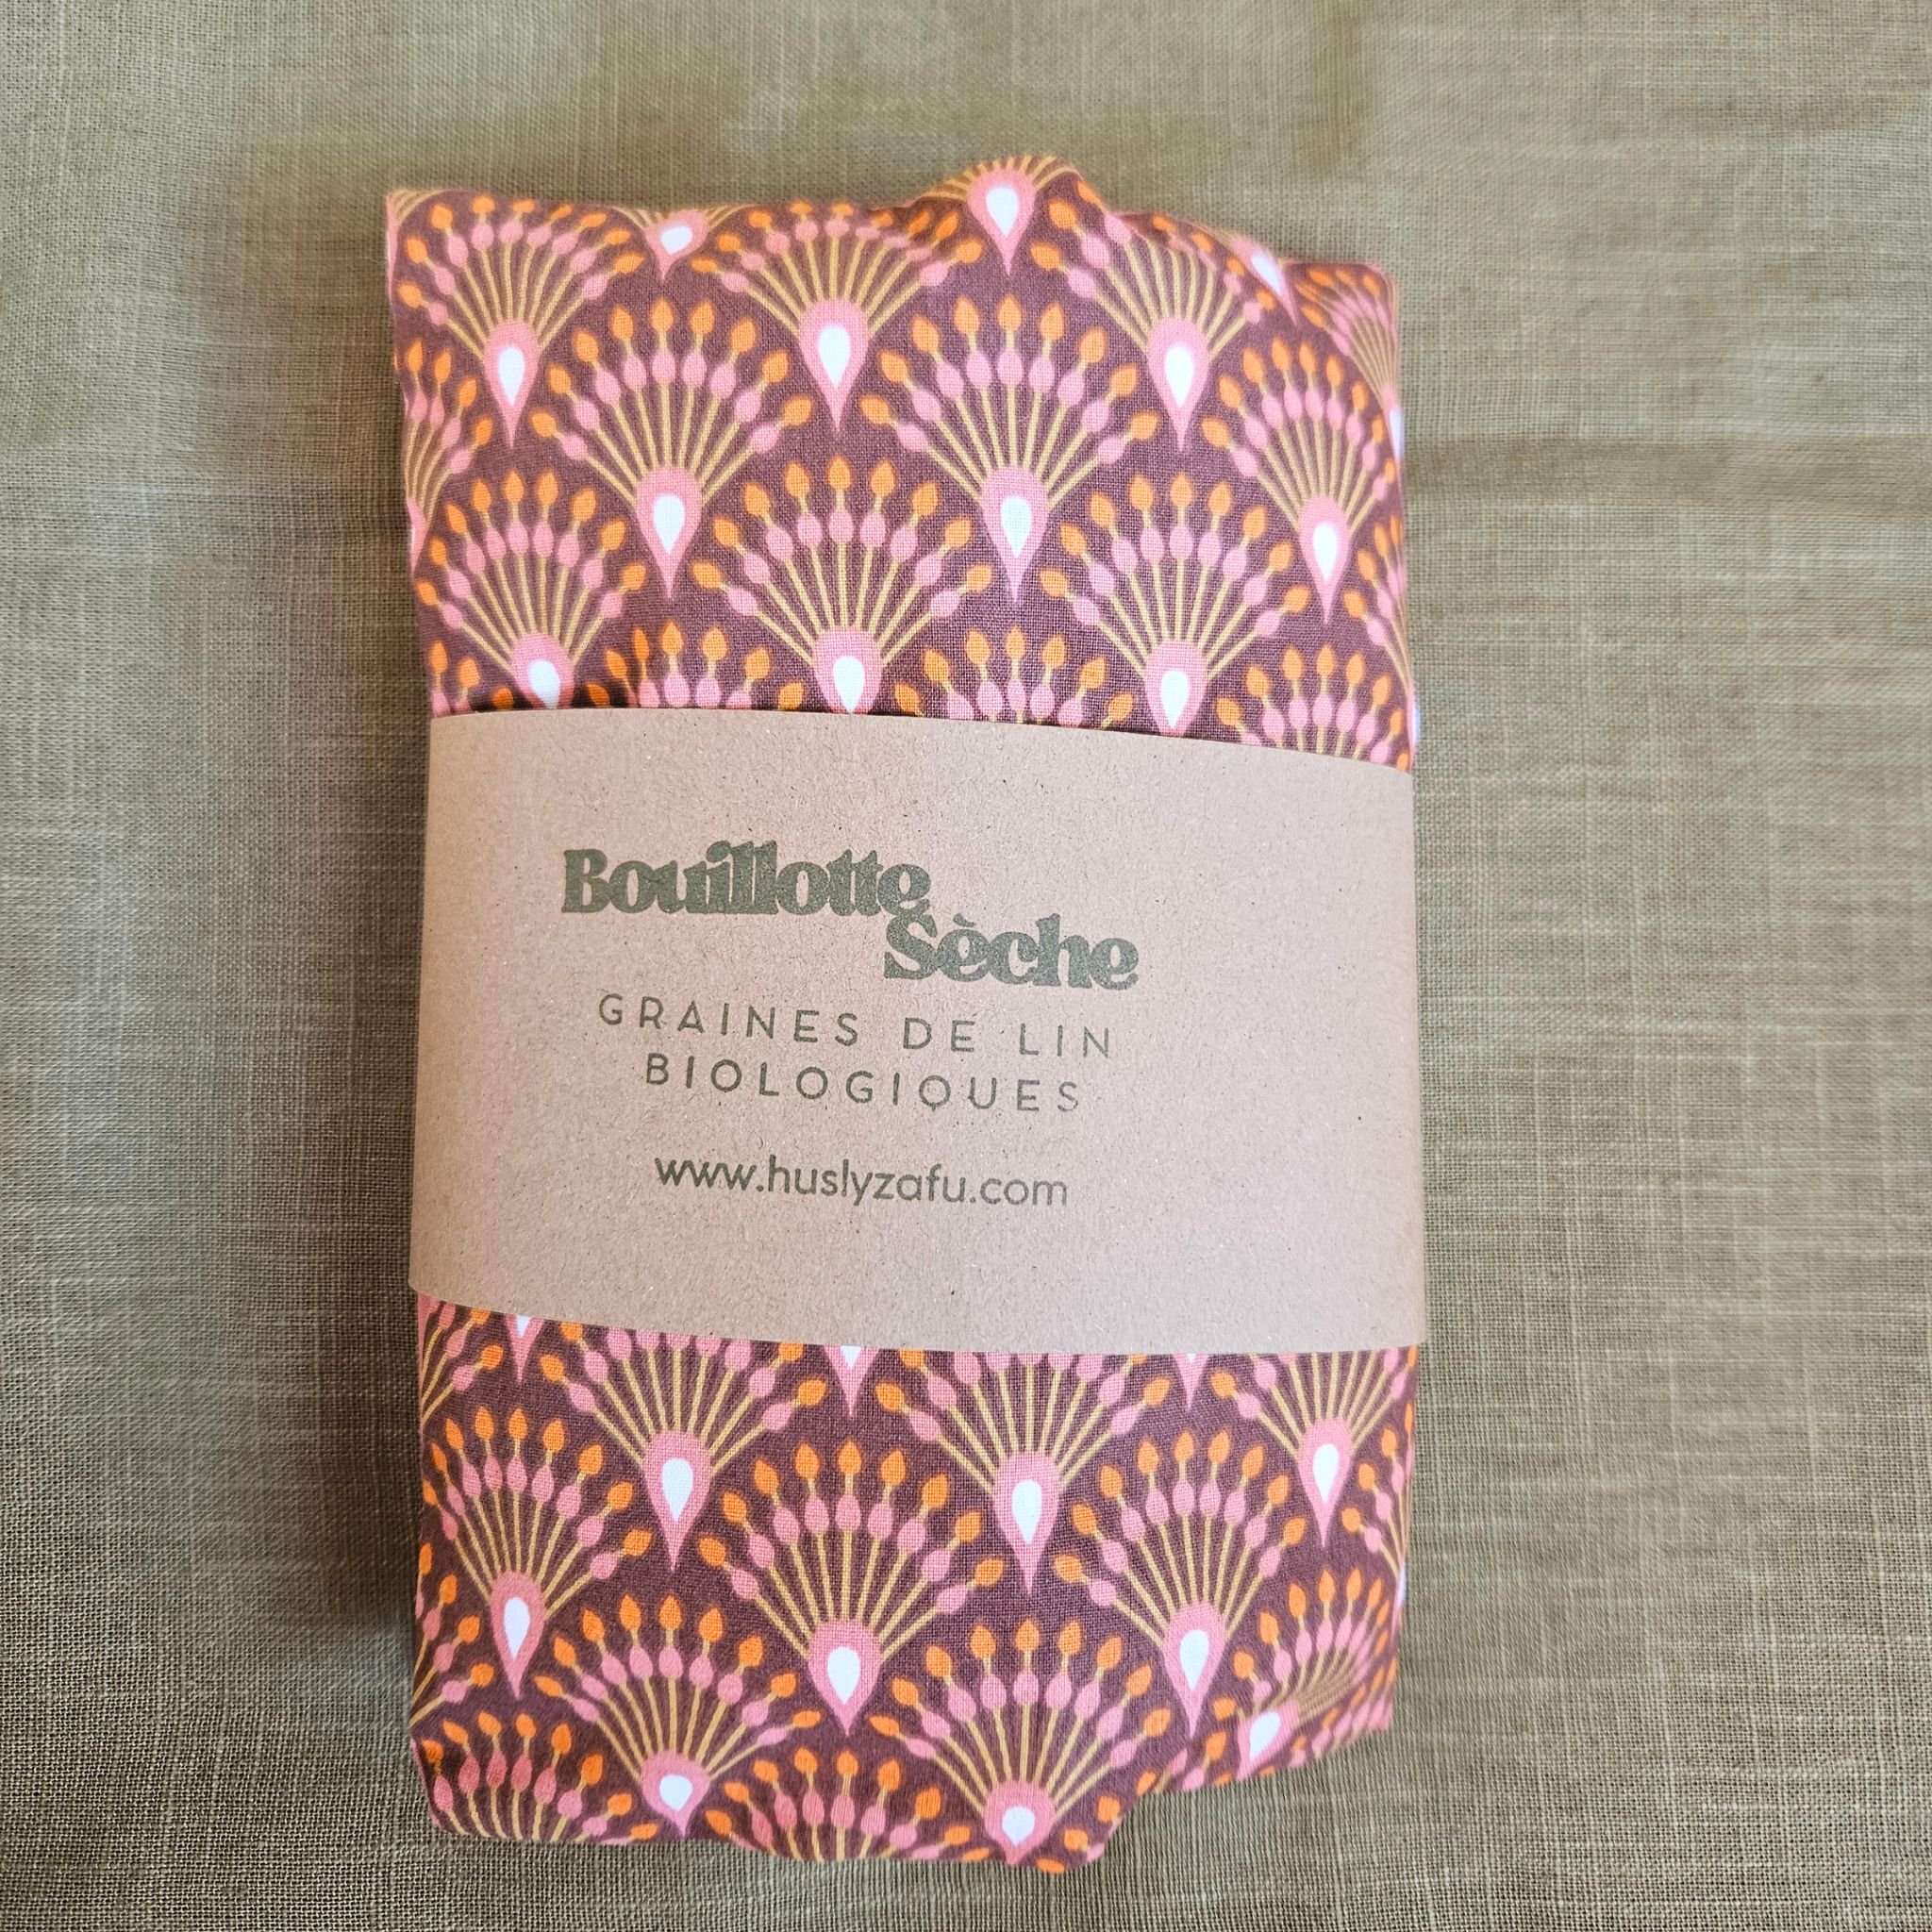 Bouillotte
Sèche
GRAINES DE LIN
BIOLOGIQUES
www.huslyzafu.com